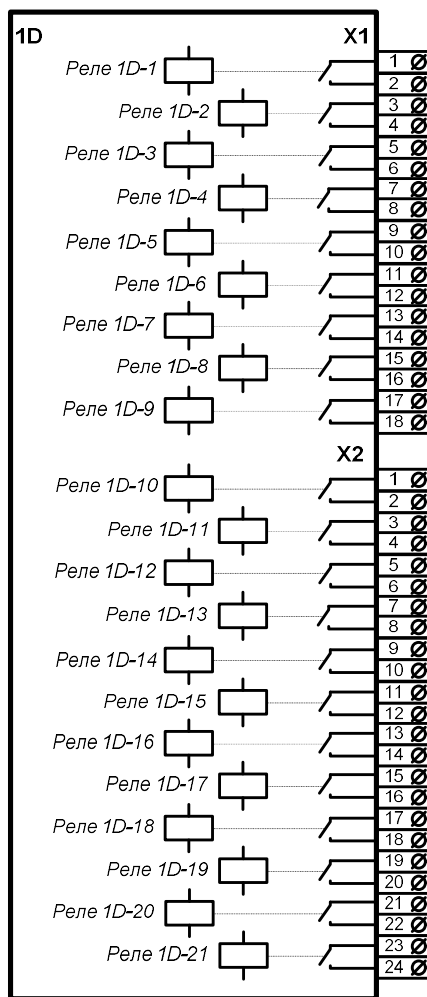 1D X1
Реле 1D-1 1
2
Реле 1D-2 3
4
Реле 1D-3 5
6
Реле 1D-4 7
8
Реле 1D-5 9
10
Реле 1D-6 11
12
Реле 1D-7 13
14
Реле 1D-8 15
16
Реле 1D-9 17
18
X2
Реле 1D-10 1
2
Реле 1D-11 3
4
Реле 1D-12 5
6
Реле 1D-13 7
8
Реле 1D-14 9
10
Реле 1D-15 11
12
Реле 1D-16 13
14
Реле 1D-17 15
16
Реле 1D-18 17
18
Реле 1D-19 19
20
Реле 1D-20 21
22
Реле 1D-21 23
24